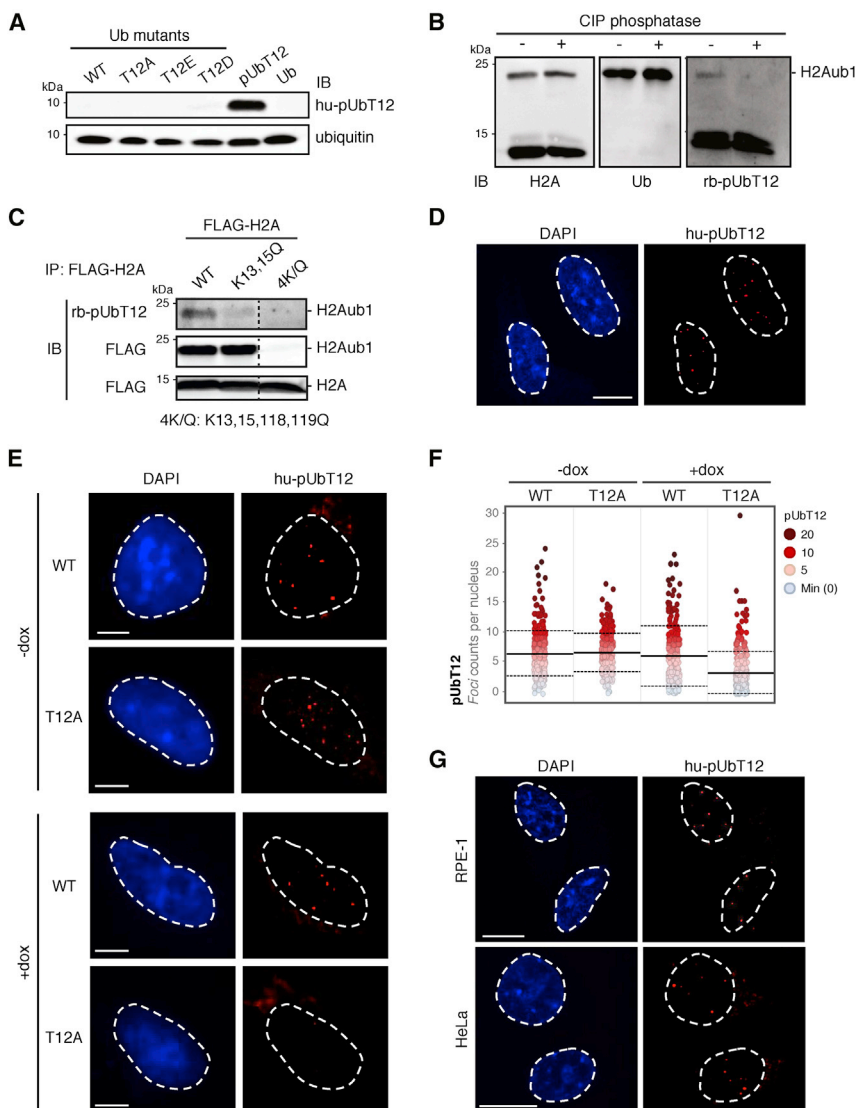 A
Ub mutants
WT T12A T12E T12D pUbT12 Ub
kDa IB
10 hu-pUbT12
10 ubiquitin
B
CIP phosphatase
kDa - + - + - +
25 H2Aub1
15
IB H2A Ub rb-pUbT12
C
FLAG-H2A
IP: FLAG-H2A WT K13,15Q 4K/Q
kDa
rb-pUbT12 25 H2Aub1
IB FLAG 25 H2Aub1
FLAG 15 H2A
4K/Q: K13,15,118,119Q
D
DAPI hu-pUbT12
E
DAPI hu-pUbT12
-dox
WT
T12A
+dox
WT
T12A
F
-dox +dox
WT T12A WT T12A
pUbT12
Foci counts per nucleus
30
25
20
15
10
5
0
pUbT12
20
10
5
Min (0)
G
DAPI hu-pUbT12
RPE-1
HeLa